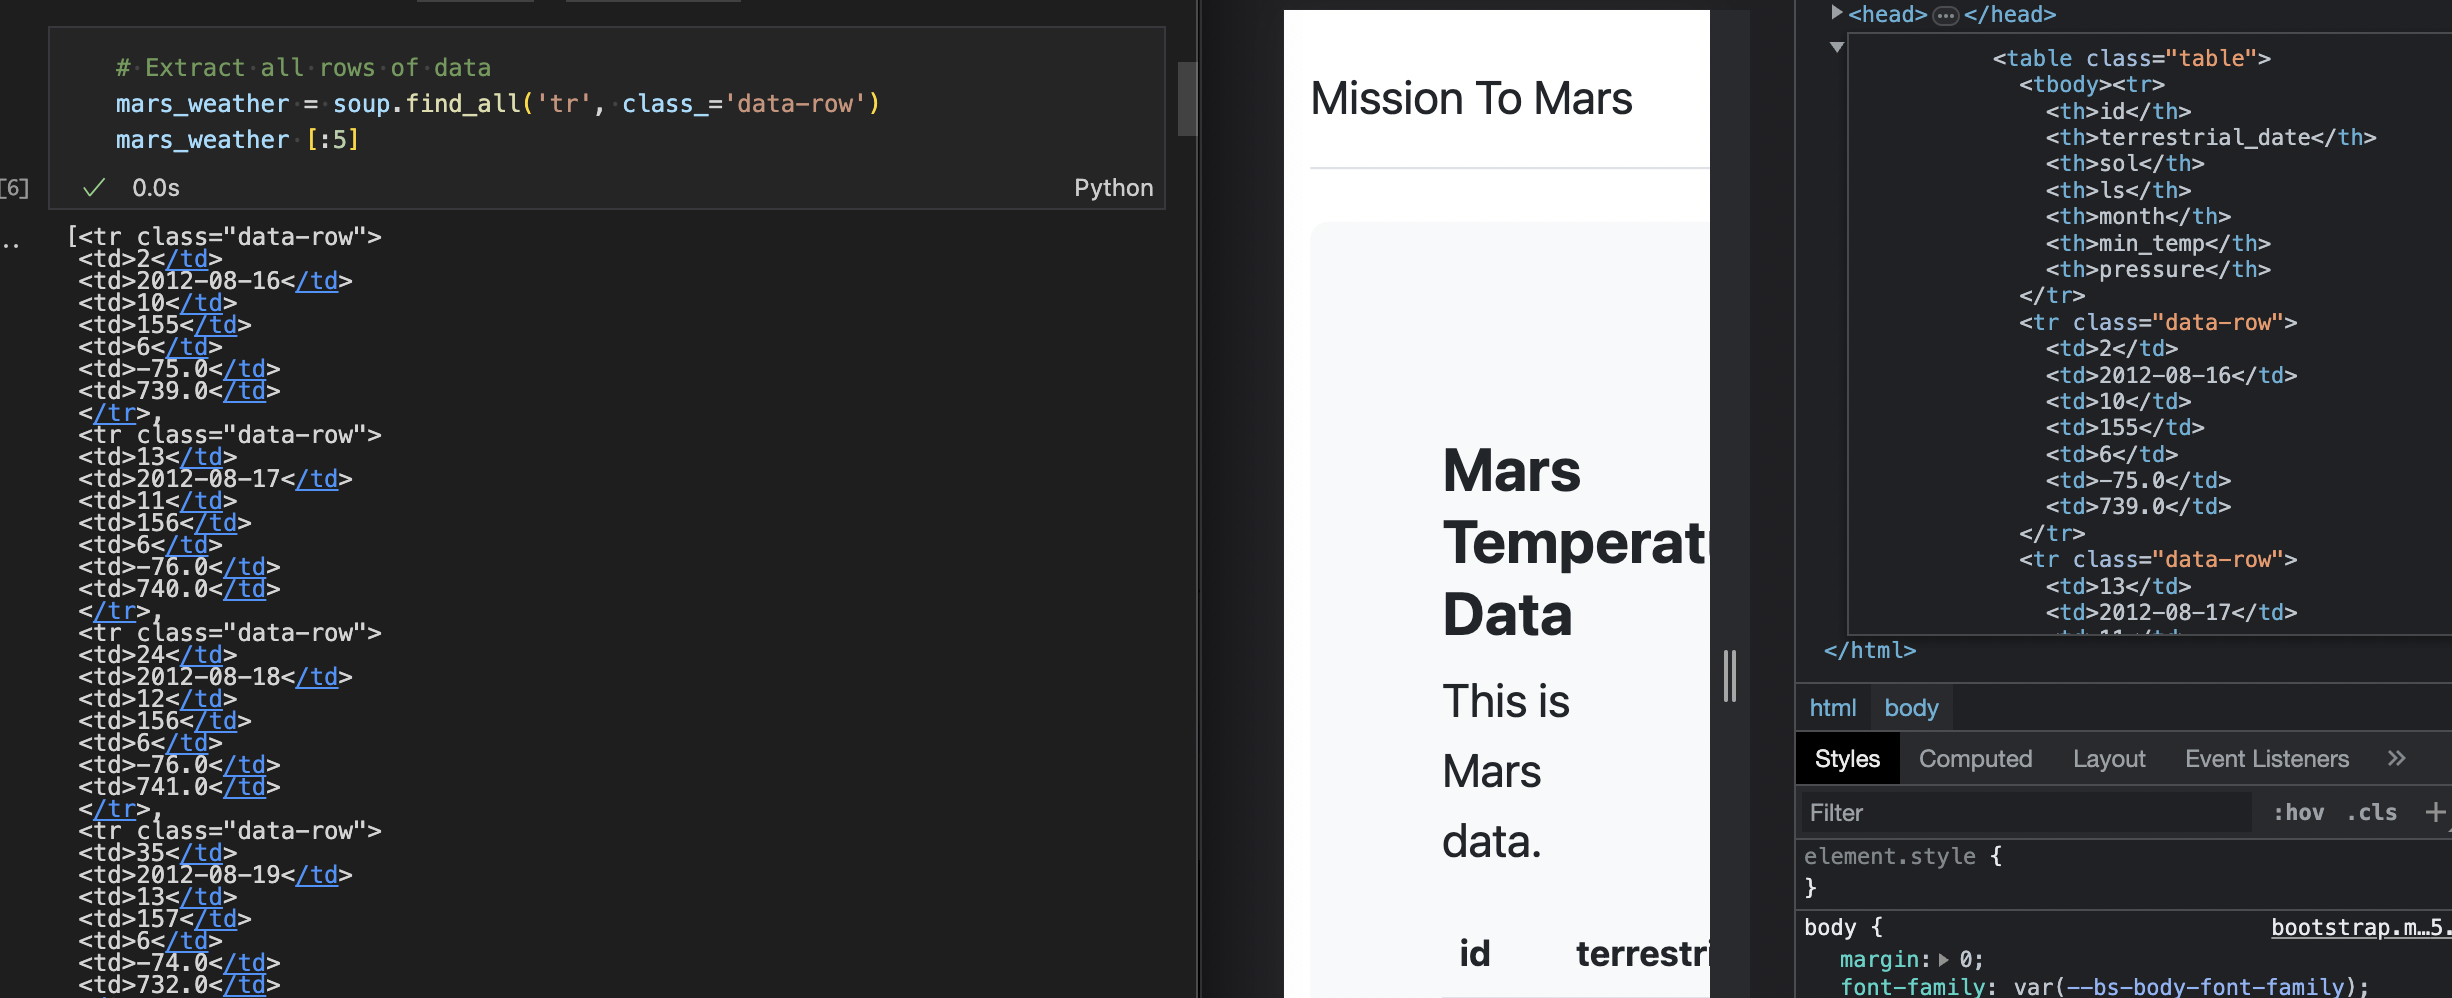 # Extract all rows of data
mars_weather = soup.find_all('tr', class_='data-row')
mars_weather [:5]
[6]
0.0s
Python
..
[<tr class="data-row">
<td>2</td>
<td>2012-08-16</td>
<td>10</td>
<td>155</td>
<td>6</td>
<td>-75.0</td>
<td>739.0</td>
</tr>,
<tr class="data-row">
<td>13</td>
<td>2012-08-17</td>
<td>11</td>
<td>156</td>
<td>6</td>
<td>-76.0</td>
<td>740.0</td>
</tr>,
<tr class="data-row">
<td>24</td>
<td>2012-08-18</td>
<td>12</td>
<td>156</td>
<td>6</td>
<td>-76.0</td>
<td>741.0</td>
</tr>,
<tr class="data-row">
<td>35</td>
<td>2012-08-19</td>
<td>13</td>
<td>157</td>
<td>6</td>
<td>-74.0</td>
<td>732.0</td>
Mission To Mars
Mars
Temperat
Data
This is
Mars
data.
id terrestri
<head>…</head>
<table class="table">
<tbody><tr>
<th>id</th>
<th>terrestrial_date</th>
<th>sol</th>
<th>ls</th>
<th>month</th>
<th>min_temp</th>
<th>pressure</th>
</tr>
<tr class="data-row">
<td>2</td>
<td>2012-08-16</td>
<td>10</td>
<td>155</td>
<td>6</td>
<td>-75.0</td>
<td>739.0</td>
</tr>
<tr class="data-row">
<td>13</td>
<td>2012-08-17</td>
</html>
html body
Styles Computed Layout Event Listeners »
Filter :hov .cls +
element.style {
}
body { bootstrap.m…5.
margin: 0;
font-family: var(--bs-body-font-family);